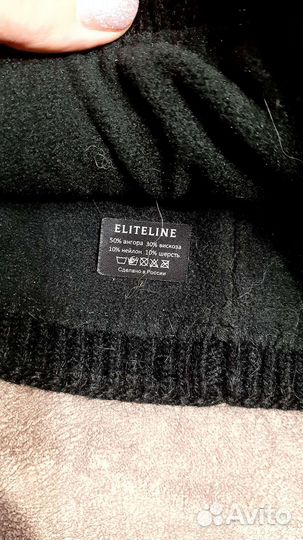 ELITELINE
50% ангора 30% вискоза
10% нейлон 10% шерсть
Сделано в России
Avito